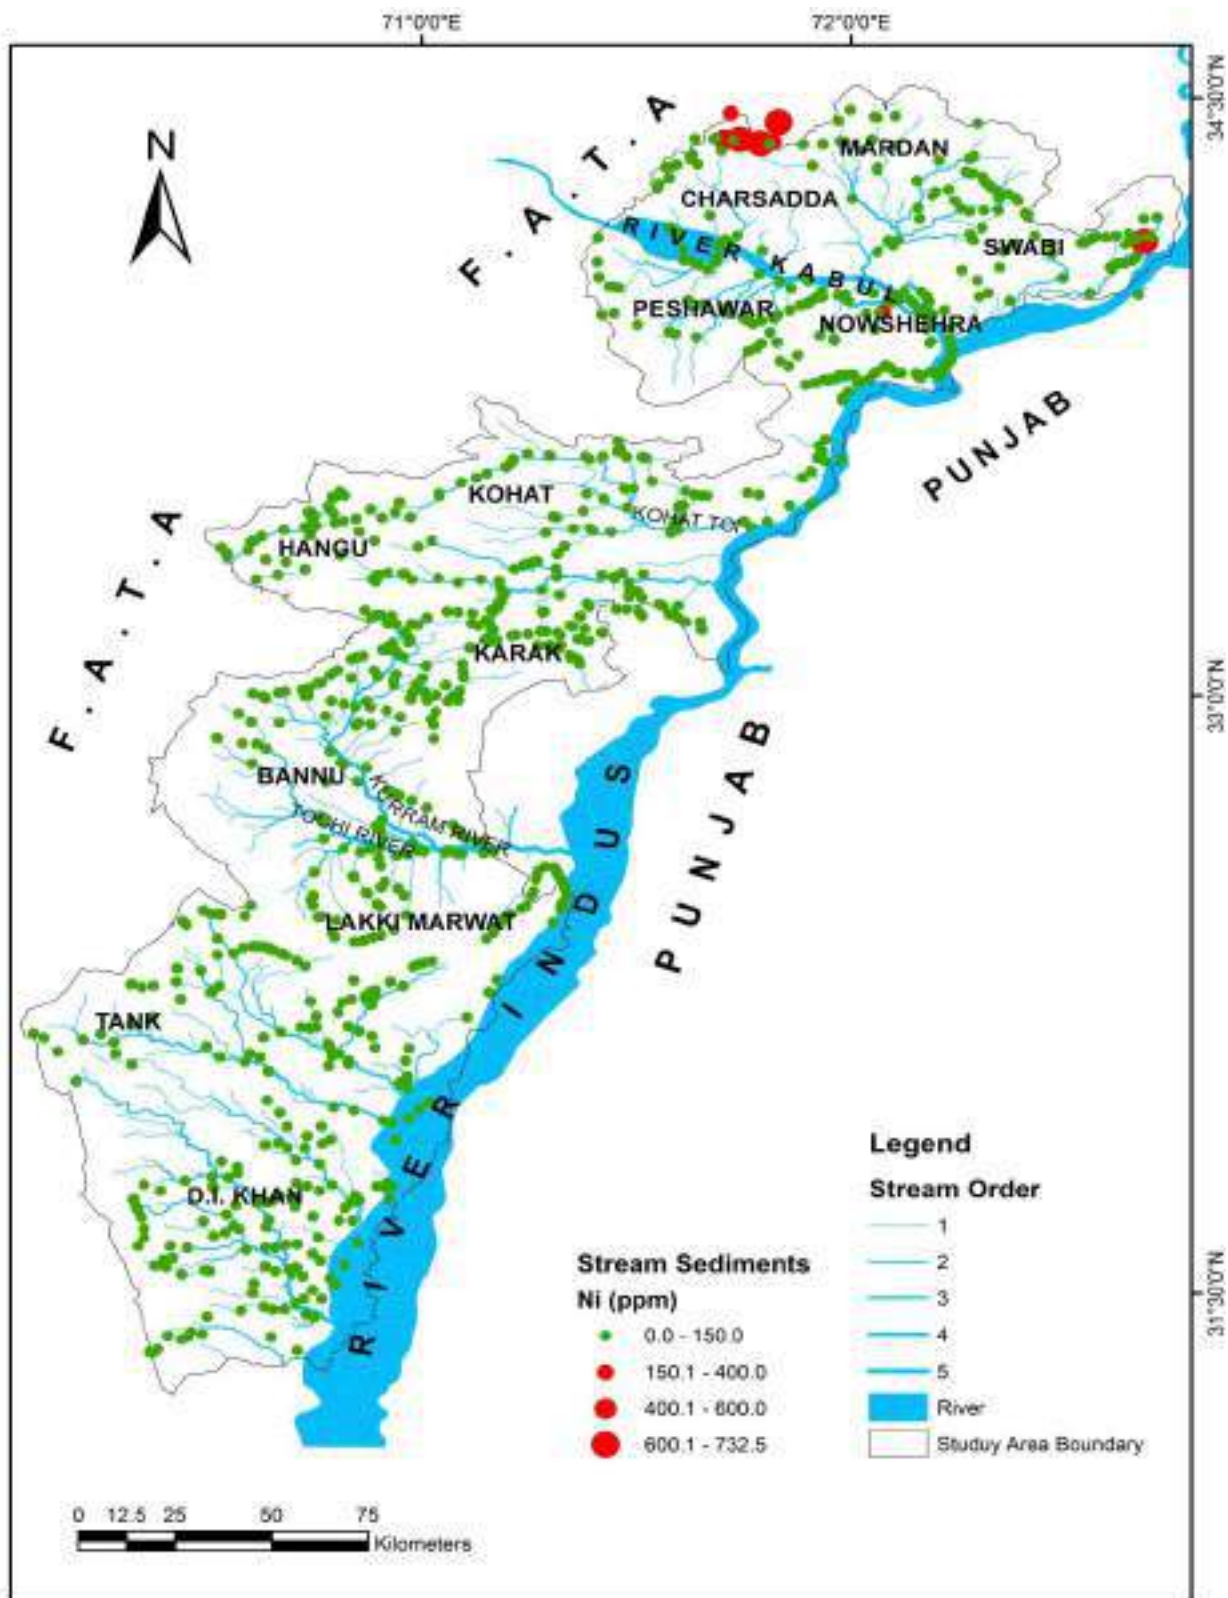 71°0'0"E 72°0'0"E
34°30'0"N
N
F . A . T . A
MARDAN
CHARSADDA
SWABI
RIVER KABUL
PESHAWAR
NOWSHEHRA
PUNJAB
KOHAT
KOHAT TOI
HANGU
F . A . T . A
KARAK
33°0'0"N
PUNJAB
BANNU
KURRAM RIVER
TOCHI RIVER
LAKKI MARWAT
RIVER INDUS
TANK
D.I. KHAN
31°30'0"N
Legend
Stream Order
1
2
3
4
5
River
Studuy Area Boundary
Stream Sediments
Ni (ppm)
0.0 - 150.0
150.1 - 400.0
400.1 - 600.0
600.1 - 732.5
0 12.5 25 50 75
Kilometers